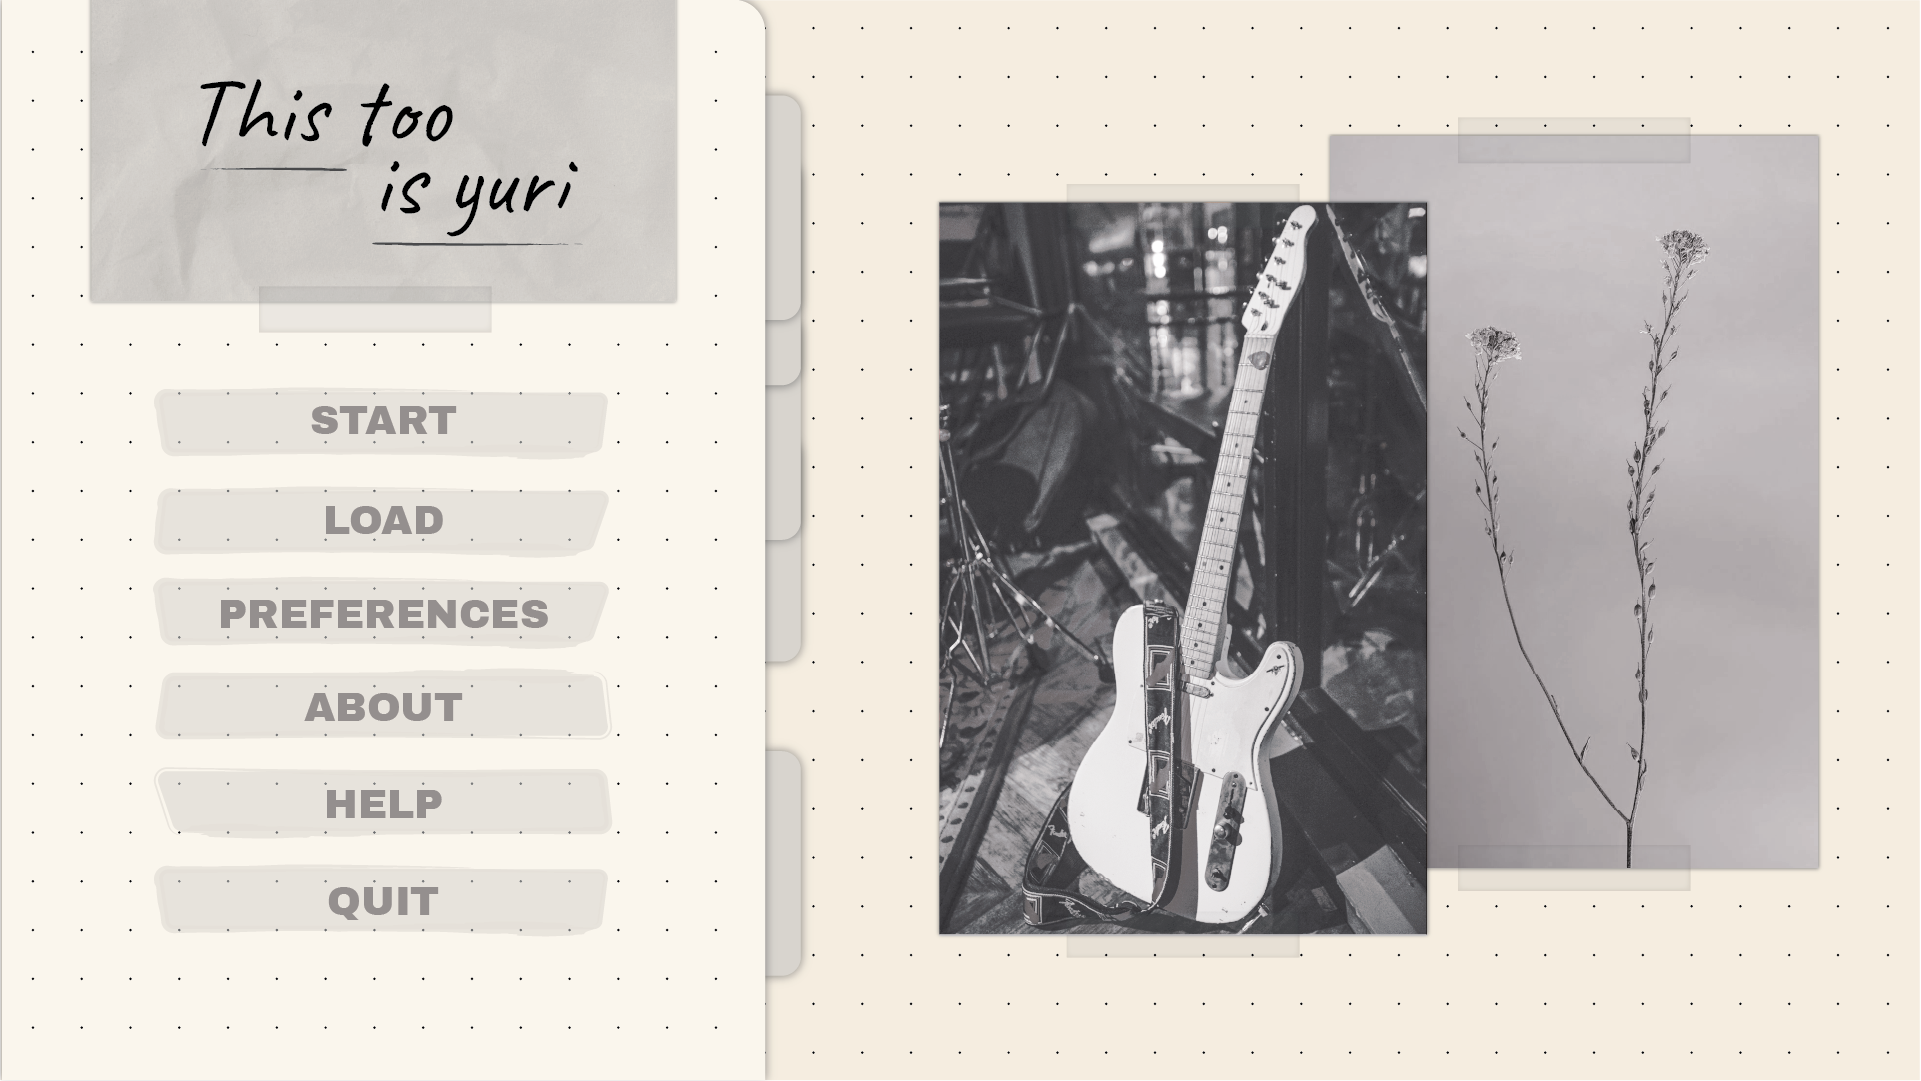 This too
is yuri
START
LOAD
PREFERENCES
ABOUT
HELP
QUIT